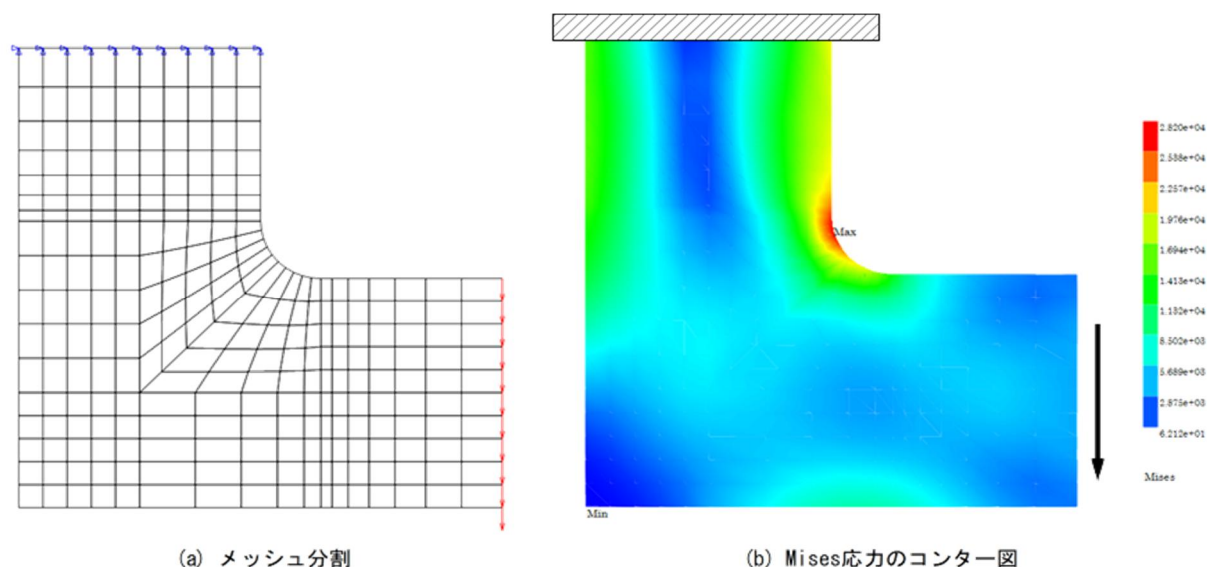 Max
2.820e+04
2.538e+04
2.257e+04
1.976e+04
1.694e+04
1.413e+04
1.132e+04
8.502e+03
5.689e+03
2.875e+03
6.212e+01
Mises
Min
(a) メッシュ分割
(b) Mises応力のコンター図